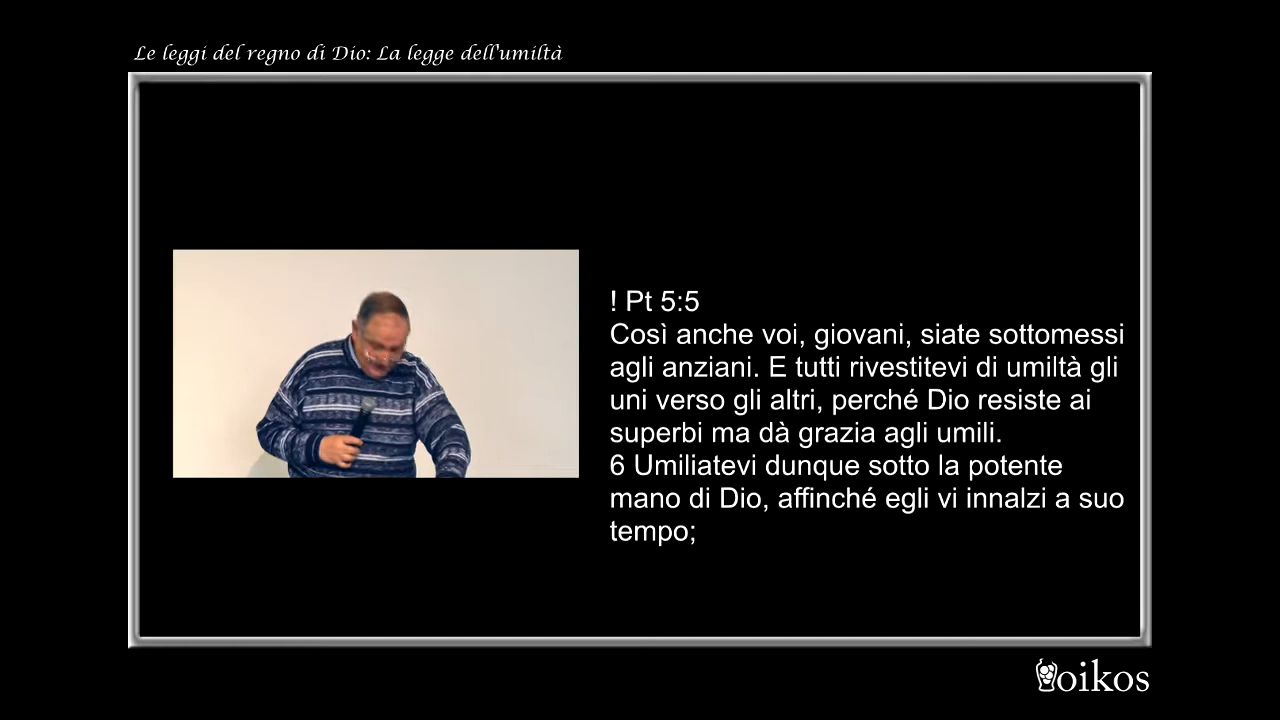 Le leggi del regno di Dio: La legge dell'umiltà
! Pt 5:5
Così anche voi, giovani, siate sottomessi
agli anziani. E tutti rivestitevi di umiltà gli
uni verso gli altri, perché Dio resiste ai
superbi ma dà grazia agli umili.
6 Umiliatevi dunque sotto la potente
mano di Dio, affinché egli vi innalzi a suo
tempo;
oikos